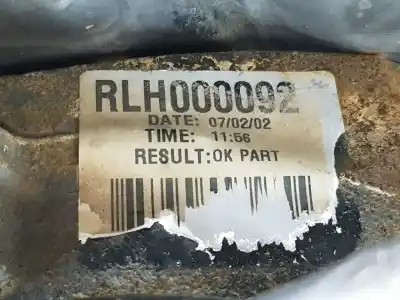 RLH000092
DATE: 07/02/02
TIME: 11:56
RESULT:OK PART